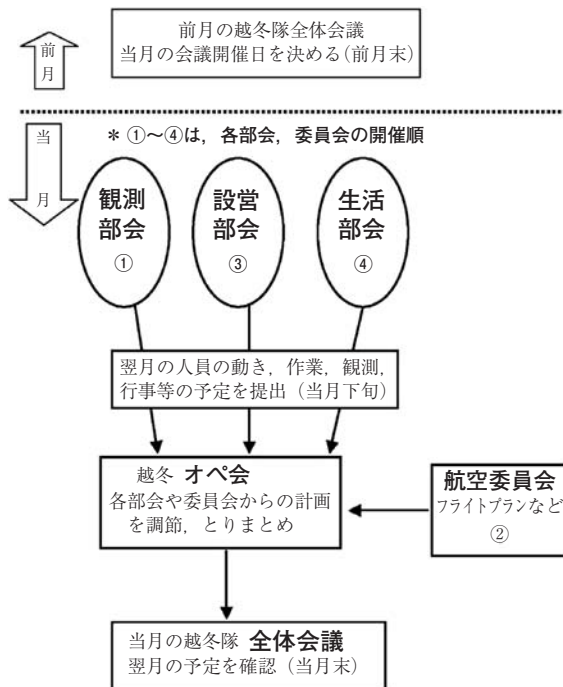 前月の越冬隊全体会議
当月の会議開催日を決める(前月末)
前
月
当
月
* ①～④は，各部会，委員会の開催順
観測
部会
①
設営
部会
③
生活
部会
④
翌月の人員の動き，作業，観測，
行事等の予定を提出（当月下旬）
越冬 オペ会
各部会や委員会からの計画
を調節，とりまとめ
航空委員会
フライトプランなど
②
当月の越冬隊 全体会議
翌月の予定を確認（当月末）